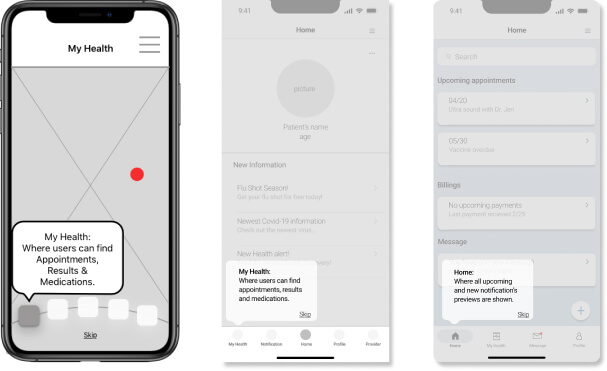 My Health
My Health:
Where users can find
Appointments,
Results &
Medications.
Skip
9:41
Home
picture
Patient's name
age
New Information
Flu Shot Season!
Get your flu shot for free today!
Newest Covid-19 information
Check out the newest virus.
New Health alert!
My Health:
Where users can find
appointments, results
and medications.
Skip
My Health
Notification
Home
Profile
Provider
9:41
Home
Search
Upcoming appointments
04/20
Ultra sound with Dr. Jen
05/30
Vaccine overdue
Billings
No upcoming payments
Last payment recieved 2/20
Message
Home:
Where all upcoming
and new notification's
previews are shown.
Skip
Home
My Health
Message
Profile